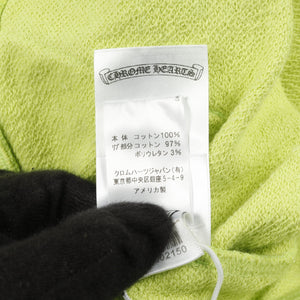 CHROME HEARTS
S
本体 コットン100%
リブ部分 コットン 97%
ポリウレタン 3%
クロムハーツジャパン(有)
東京都中央区銀座5-4-9
アメリカ製